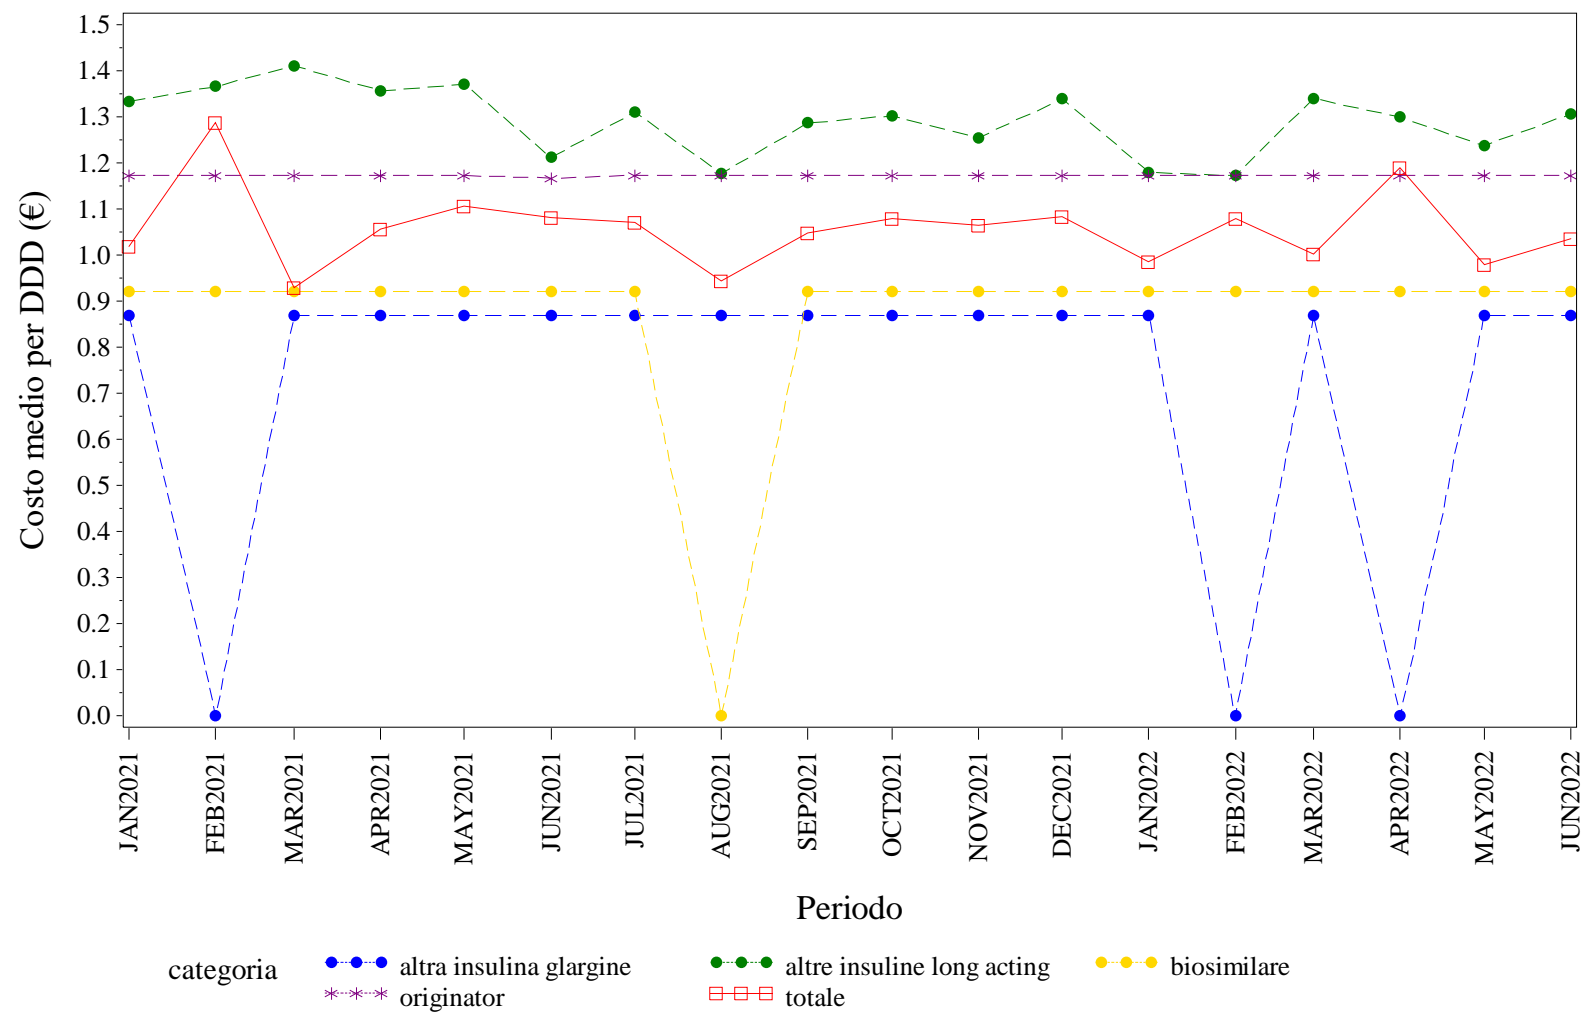 Costo medio per DDD (€)
1.5
1.4
1.3
1.2
1.1
1.0
0.9
0.8
0.7
0.6
0.5
0.4
0.3
0.2
0.1
0.0
JAN2021
FEB2021
MAR2021
APR2021
MAY2021
JUN2021
JUL2021
AUG2021
SEP2021
OCT2021
NOV2021
DEC2021
JAN2022
FEB2022
MAR2022
APR2022
MAY2022
JUN2022
Periodo
categoria
altra insulina glargine
altre insuline long acting
biosimilare
originator
totale